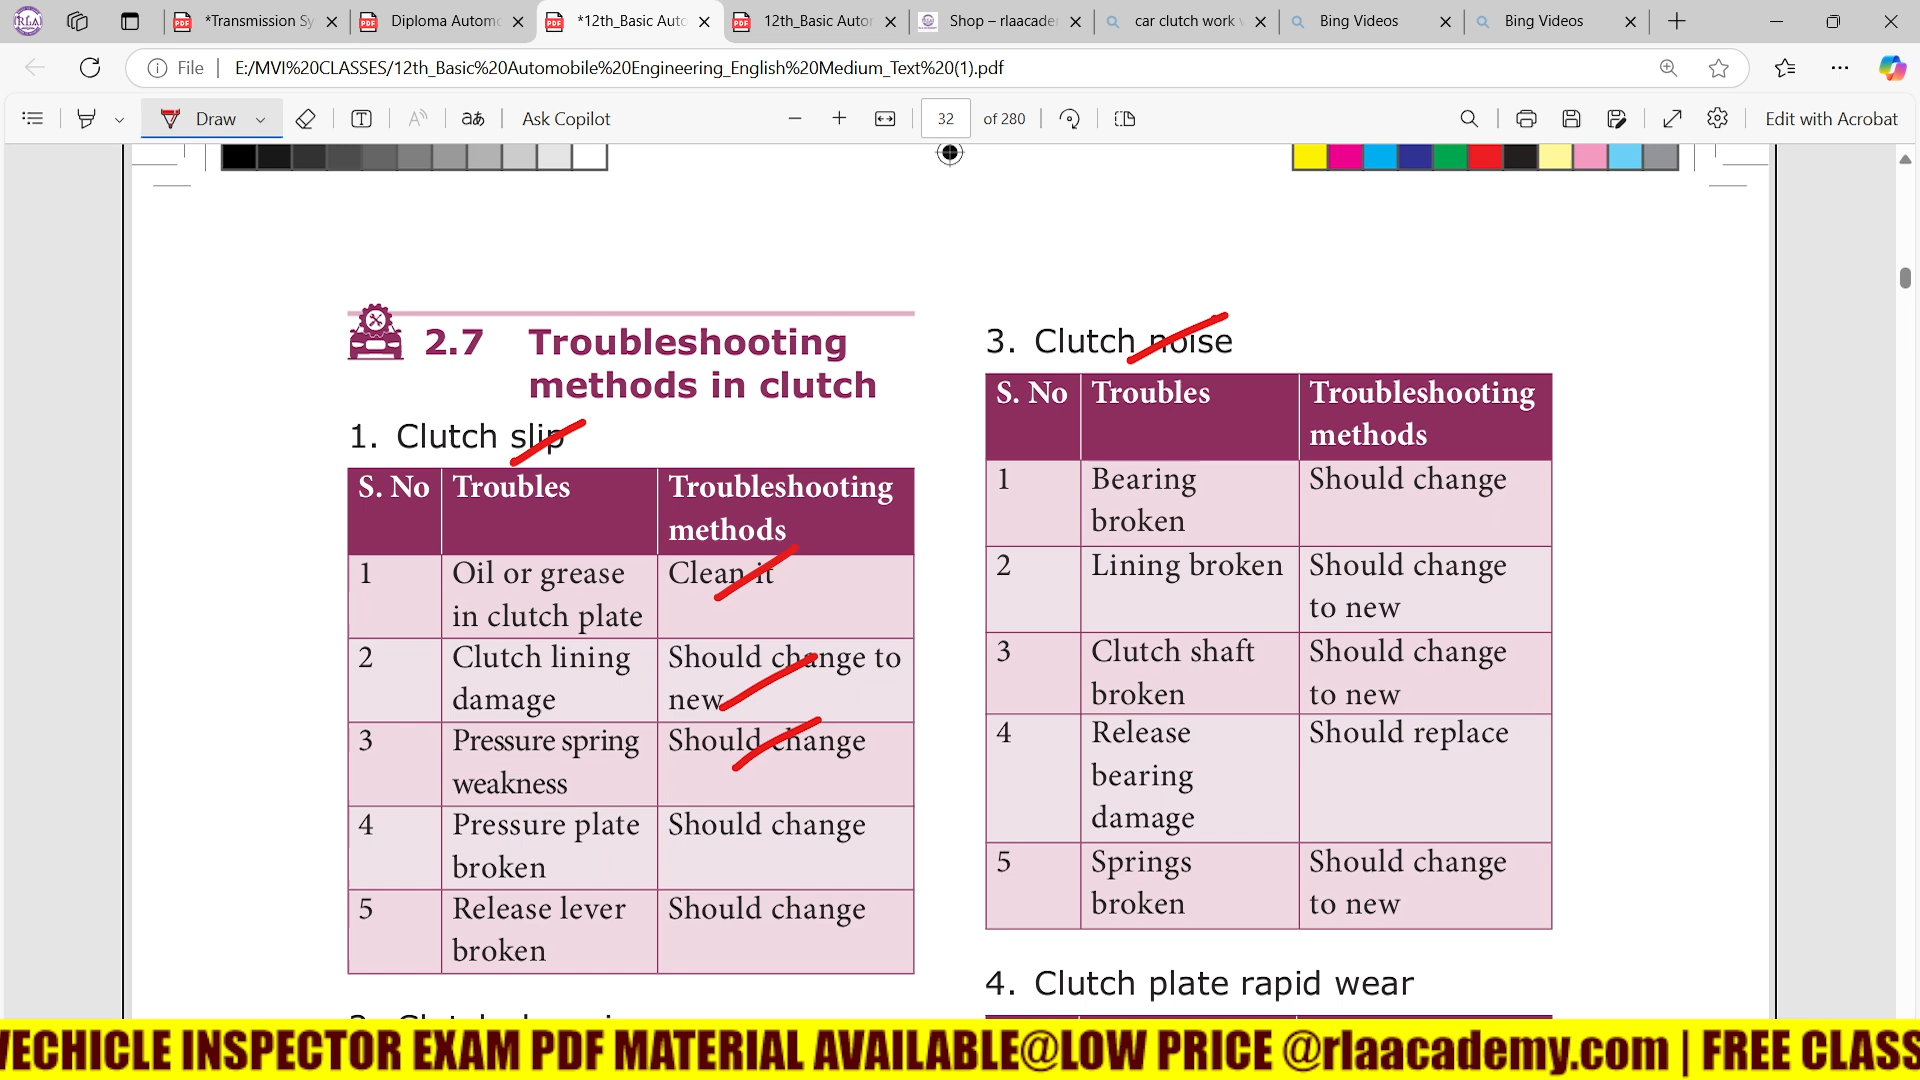 RLA
*Transmission Sy
Diploma Automo
*12th_Basic Auto
12th_Basic Autor
Shop – rlaacader
car clutch work v
Bing Videos
Bing Videos
File
E:/MVI%20CLASSES/12th_Basic%20Automobile%20Engineering_English%20Medium_Text%20(1).pdf
Draw
Ask Copilot
32
of 280
Edit with Acrobat
2.7 Troubleshooting
methods in clutch
1. Clutch slip
S. No Troubles Troubleshooting
methods
1 Oil or grease Clean it
in clutch plate
2 Clutch lining Should change to
damage new
3 Pressure spring Should change
weakness
4 Pressure plate Should change
broken
5 Release lever Should change
broken
3. Clutch noise
S. No Troubles Troubleshooting
methods
1 Bearing Should change
broken
2 Lining broken Should change
to new
3 Clutch shaft Should change
broken to new
4 Release Should replace
bearing
damage
5 Springs Should change
broken to new
4. Clutch plate rapid wear
VECHICLE INSPECTOR EXAM PDF MATERIAL AVAILABLE@LOW PRICE @rlaacademy.com | FREE CLASS